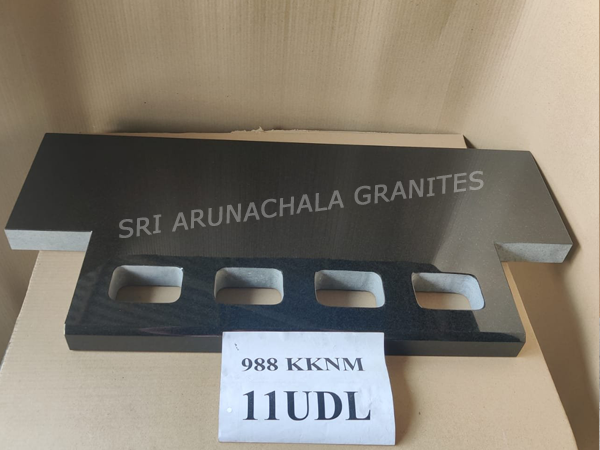 SRI ARUNACHALA GRANITES
988 KKNM
11UDL